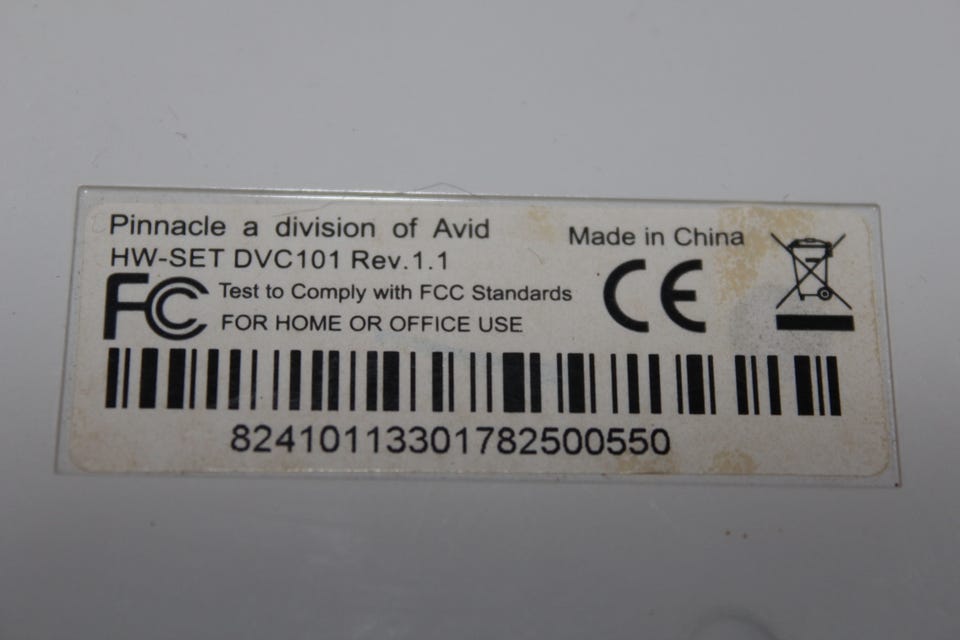 Pinnacle a division of Avid
Made in China
HW-SET DVC101 Rev.1.1
FC Test to Comply with FCC Standards
CE
FOR HOME OR OFFICE USE
82410113301782500550